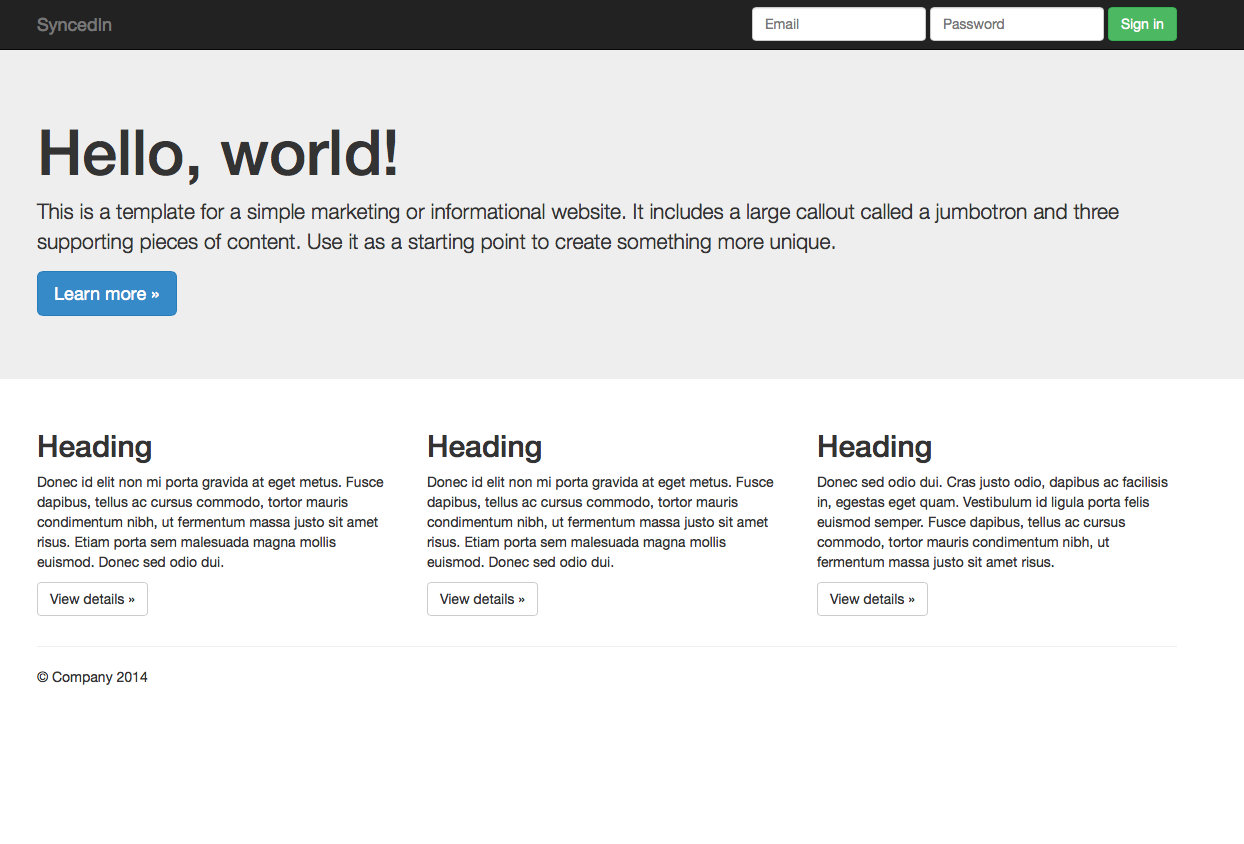 SyncedIn Email Password Sign in
Hello, world!
This is a template for a simple marketing or informational website. It includes a large callout called a jumbotron and three
supporting pieces of content. Use it as a starting point to create something more unique.
Learn more »
Heading
Donec id elit non mi porta gravida at eget metus. Fusce
dapibus, tellus ac cursus commodo, tortor mauris
condimentum nibh, ut fermentum massa justo sit amet
risus. Etiam porta sem malesuada magna mollis
euismod. Donec sed odio dui.
View details »
Heading
Donec id elit non mi porta gravida at eget metus. Fusce
dapibus, tellus ac cursus commodo, tortor mauris
condimentum nibh, ut fermentum massa justo sit amet
risus. Etiam porta sem malesuada magna mollis
euismod. Donec sed odio dui.
View details »
Heading
Donec sed odio dui. Cras justo odio, dapibus ac facilisis
in, egestas eget quam. Vestibulum id ligula porta felis
euismod semper. Fusce dapibus, tellus ac cursus
commodo, tortor mauris condimentum nibh, ut
fermentum massa justo sit amet risus.
View details »
© Company 2014